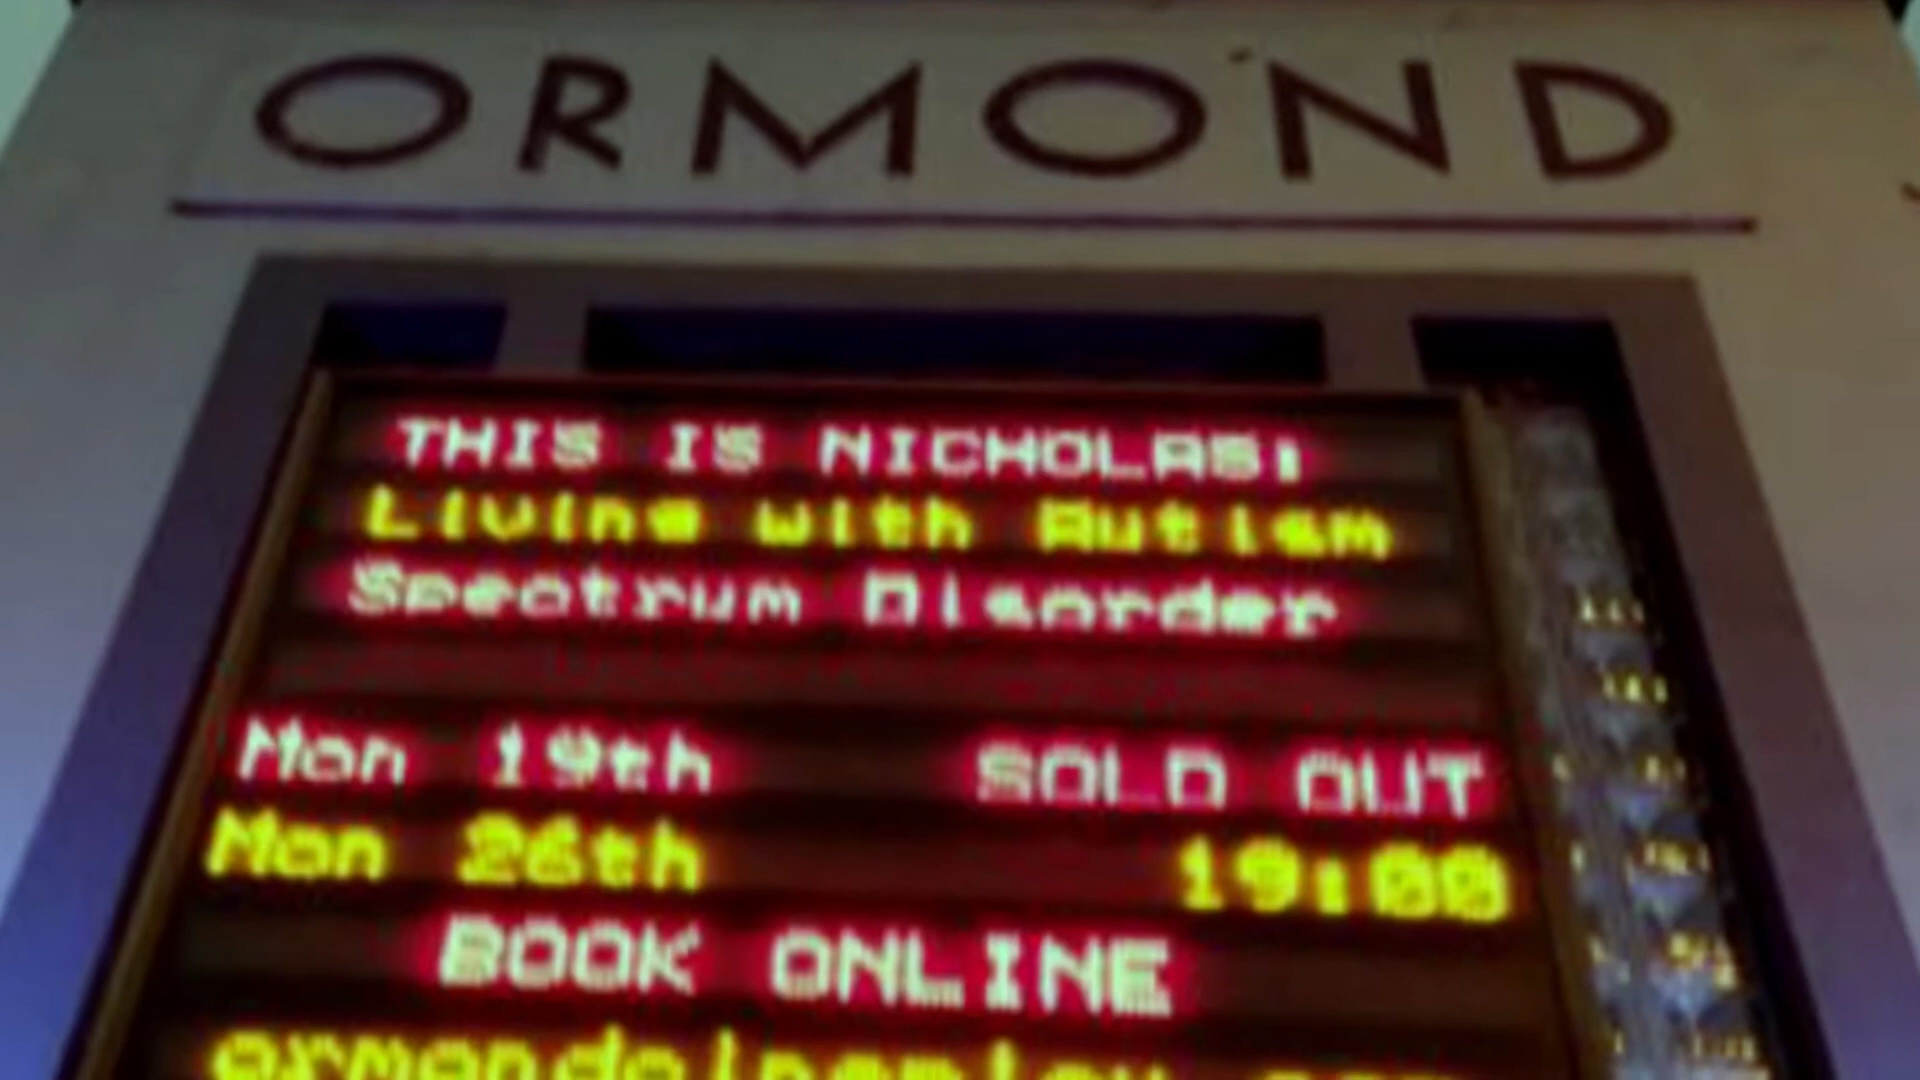 ORMOND
THIS IS NICHOLAS:
Living with Autism
Spectrum Disorder
Mon 19th SOLD OUT
Mon 26th 19:00
BOOK ONLINE